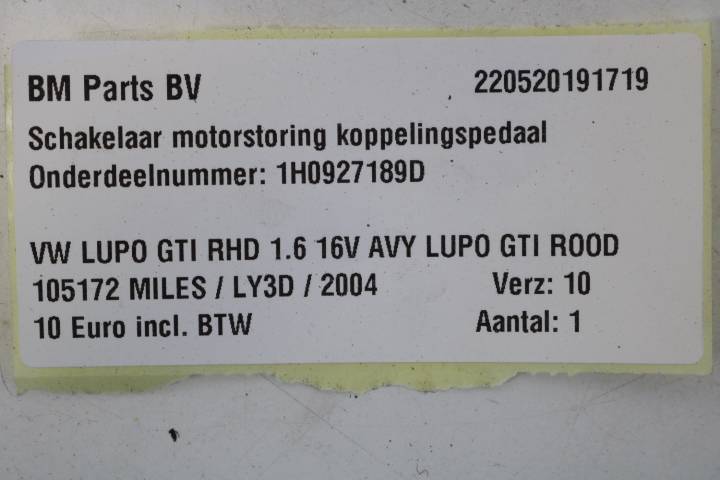 BM Parts BV 220520191719
Schakelaar motorstoring koppelingspedaal
Onderdeelnummer: 1H0927189D
VW LUPO GTI RHD 1.6 16V AVY LUPO GTI ROOD
105172 MILES / LY3D / 2004 Verz: 10
10 Euro incl. BTW Aantal: 1